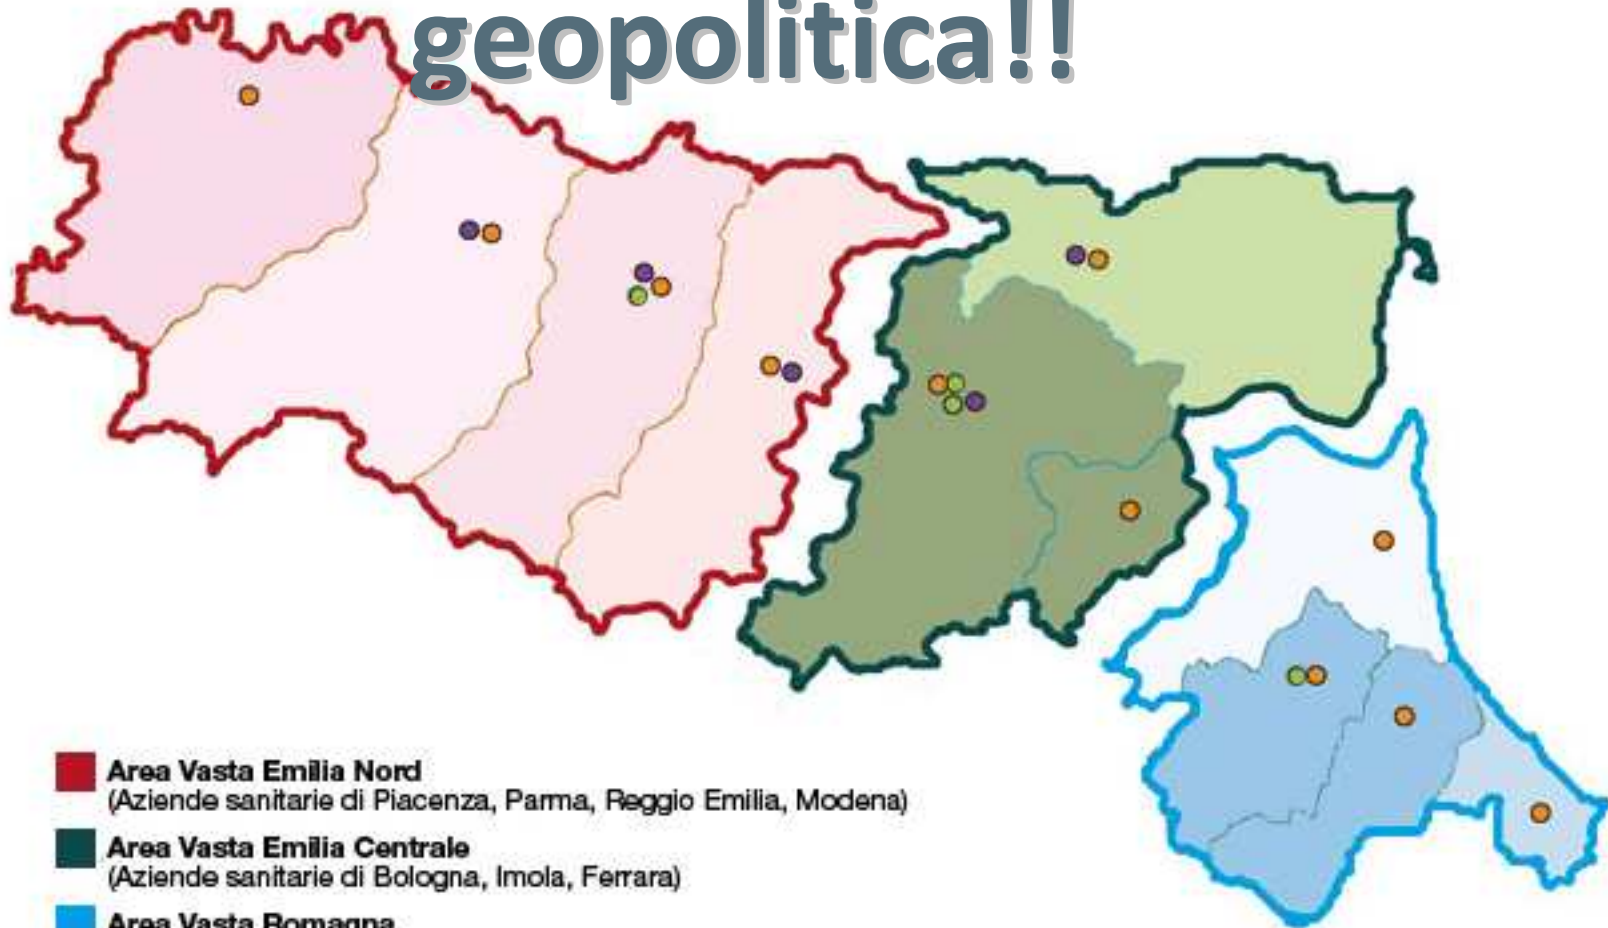 geopolitica!!
Area Vasta Emilia Nord
(Aziende sanitarie di Piacenza, Parma, Reggio Emilia, Modena)
Area Vasta Emilia Centrale
(Aziende sanitarie di Bologna, Imola, Ferrara)
Area Vasta Romagna